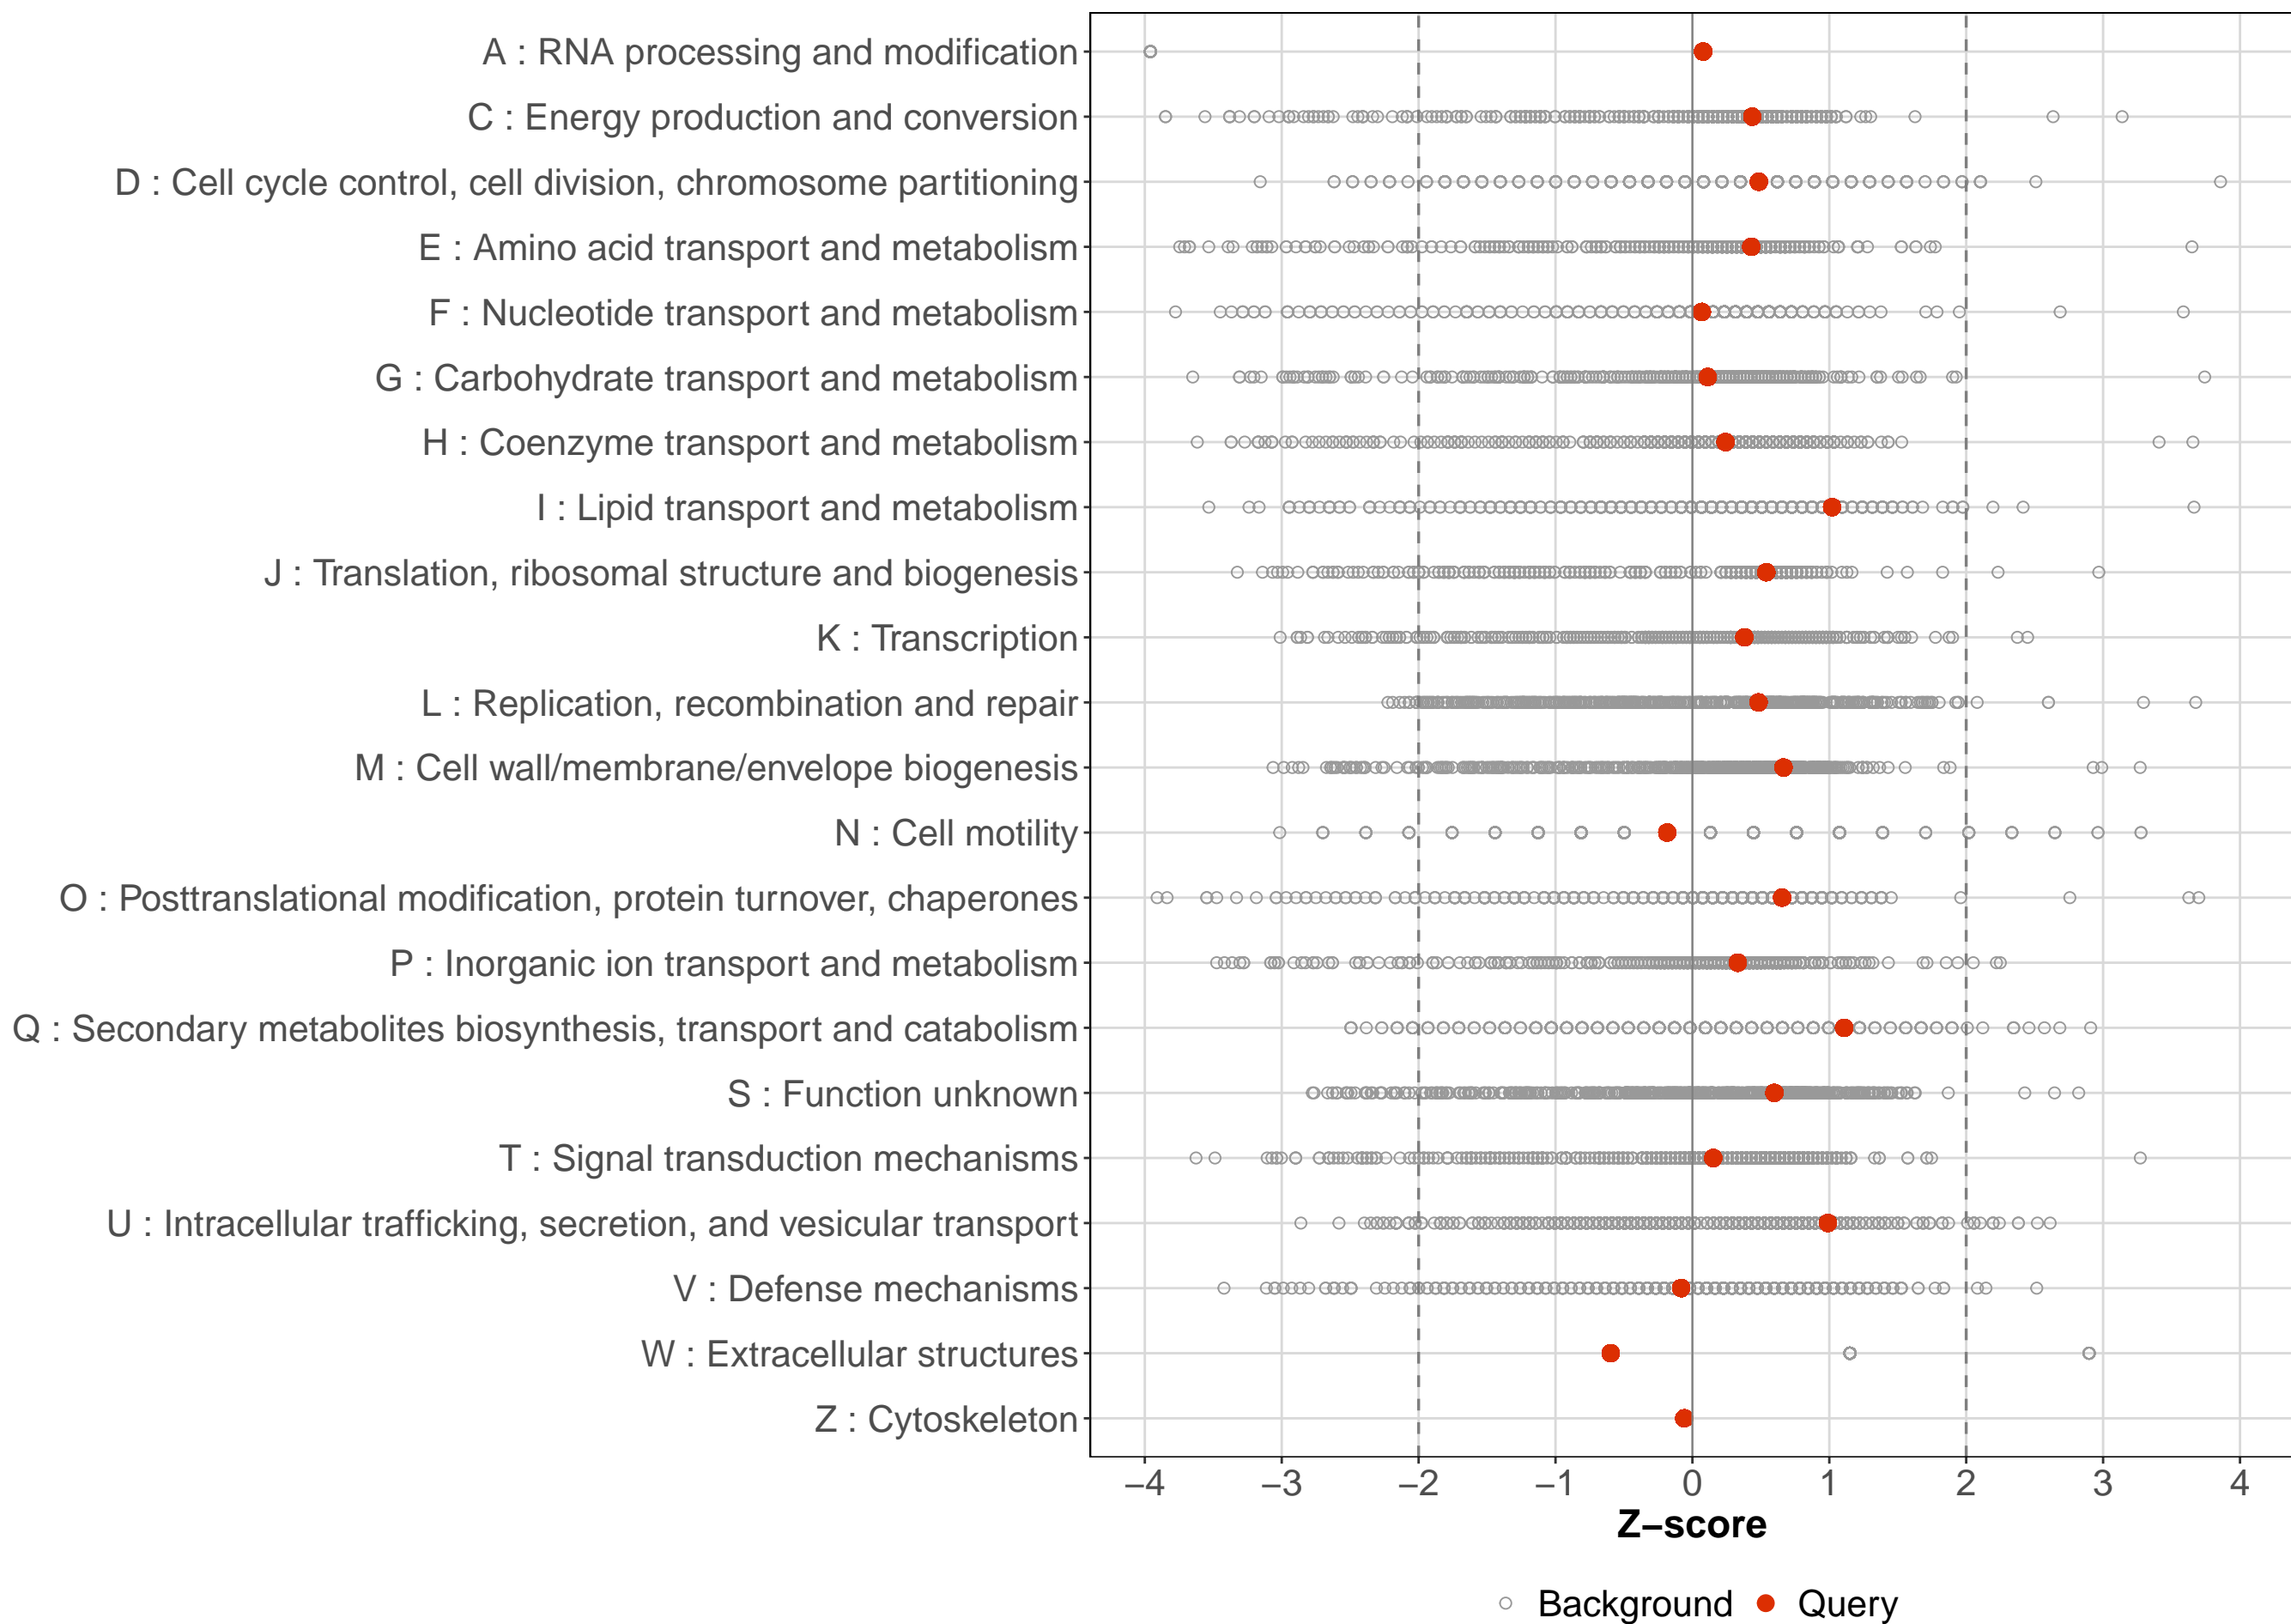 A : RNA processing and modification
C : Energy production and conversion
D : Cell cycle control, cell division, chromosome partitioning
E : Amino acid transport and metabolism
F : Nucleotide transport and metabolism
G : Carbohydrate transport and metabolism
H : Coenzyme transport and metabolism
I : Lipid transport and metabolism
J : Translation, ribosomal structure and biogenesis
K : Transcription
L : Replication, recombination and repair
M : Cell wall/membrane/envelope biogenesis
N : Cell motility
O : Posttranslational modification, protein turnover, chaperones
P : Inorganic ion transport and metabolism
Q : Secondary metabolites biosynthesis, transport and catabolism
S : Function unknown
T : Signal transduction mechanisms
U : Intracellular trafficking, secretion, and vesicular transport
V : Defense mechanisms
W : Extracellular structures
Z : Cytoskeleton
−4 −3 −2 −1 0 1 2 3 4
Z−score
Background Query